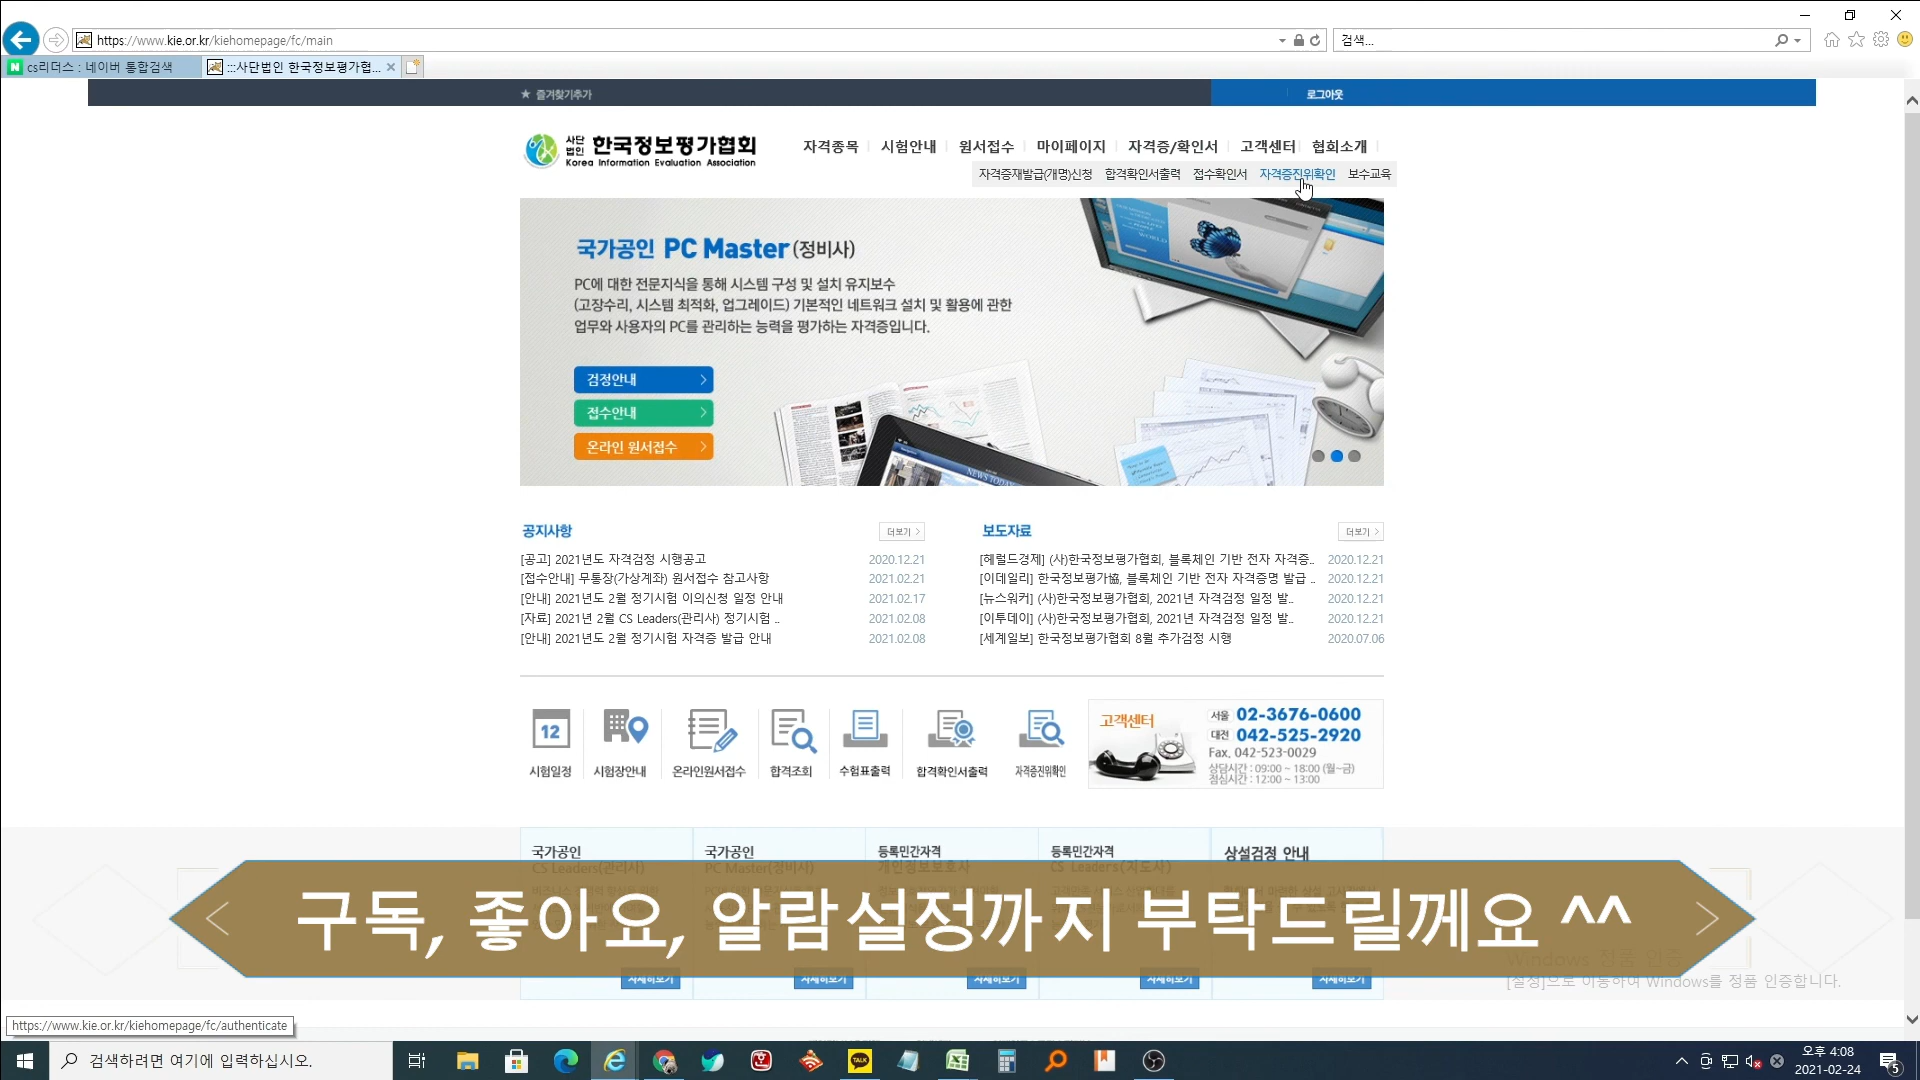 https://www.kie.or.kr/kiehomepage/fc/main
검색...
cs리더스 : 네이버 통합검색
:::사단법인 한국정보평가협...
★ 즐겨찾기추가
로그아웃
사단법인 한국정보평가협회
Korea Information Evaluation Association
자격종목 시험안내 원서접수 마이페이지 자격증/확인서 고객센터 협회소개
자격증재발급(개명)신청 합격확인서출력 접수확인서 자격증진위확인 보수교육
국가공인 PC Master (정비사)
PC에 대한 전문지식을 통해 시스템 구성 및 설치 유지보수
(고장수리, 시스템 최적화, 업그레이드) 기본적인 네트워크 설치 및 활용에 관한
업무와 사용자의 PC를 관리하는 능력을 평가하는 자격증입니다.
검정안내
접수안내
온라인 원서접수
NEWS TODAY
공지사항
더보기
[공고] 2021년도 자격검정 시행공고 2020.12.21
[접수안내] 무통장(가상계좌) 원서접수 참고사항 2021.02.21
[안내] 2021년도 2월 정기시험 이의신청 일정 안내 2021.02.17
[자료] 2021년 2월 CS Leaders(관리사) 정기시험 .. 2021.02.08
[안내] 2021년도 2월 정기시험 자격증 발급 안내 2021.02.08
보도자료
더보기
[헤럴드경제] (사)한국정보평가협회, 블록체인 기반 전자 자격증.. 2020.12.21
[이데일리] 한국정보평가협, 블록체인 기반 전자 자격증명 발급 .. 2020.12.21
[뉴스워커] (사)한국정보평가협회, 2021년 자격검정 일정 발.. 2020.12.21
[이투데이] (사)한국정보평가협회, 2021년 자격검정 일정 발.. 2020.12.21
[세계일보] 한국정보평가협회 8월 추가검정 시행 2020.07.06
12
시험일정 시험장안내 온라인원서접수 합격조회 수험표출력 합격확인서출력 자격증진위확인
고객센터
서울 02-3676-0600
대전 042-525-2920
Fax. 042-523-0029
상담시간 : 09:00 ~ 18:00 (월~금)
점심시간 : 12:00 ~ 13:00
국가공인 국가공인 등록민간자격 등록민간자격 상설검정 안내
CS Leaders(관리사) PC Master(정비사) 개인정보보호사 CS Leaders(지도사)
구독, 좋아요, 알람설정까지 부탁드릴께요 ^^
자세히보기 자세히보기 자세히보기 자세히보기 자세히보기
Windows 정품 인증
[설정]으로 이동하여 Windows를 정품 인증합니다.
https://www.kie.or.kr/kiehomepage/fc/authenticate
검색하려면 여기에 입력하십시오.
TALK
오후 4:08
2021-02-24
5